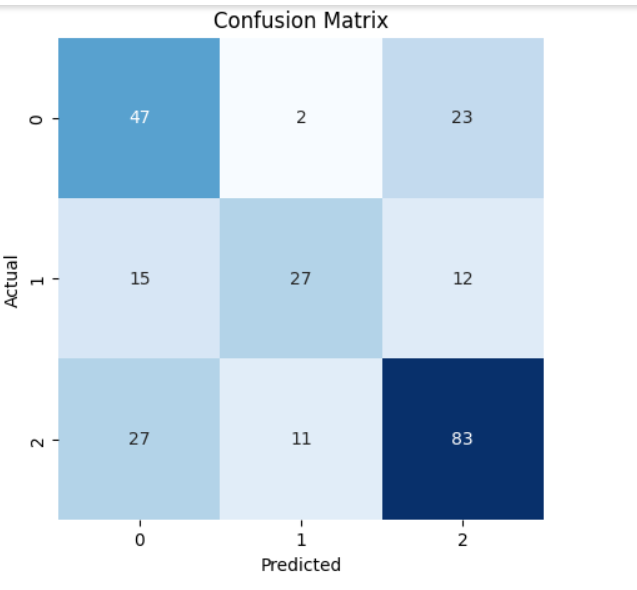 Confusion Matrix
0 47 2 23
Actual
1 15 27 12
2 27 11 83
0 1 2
Predicted